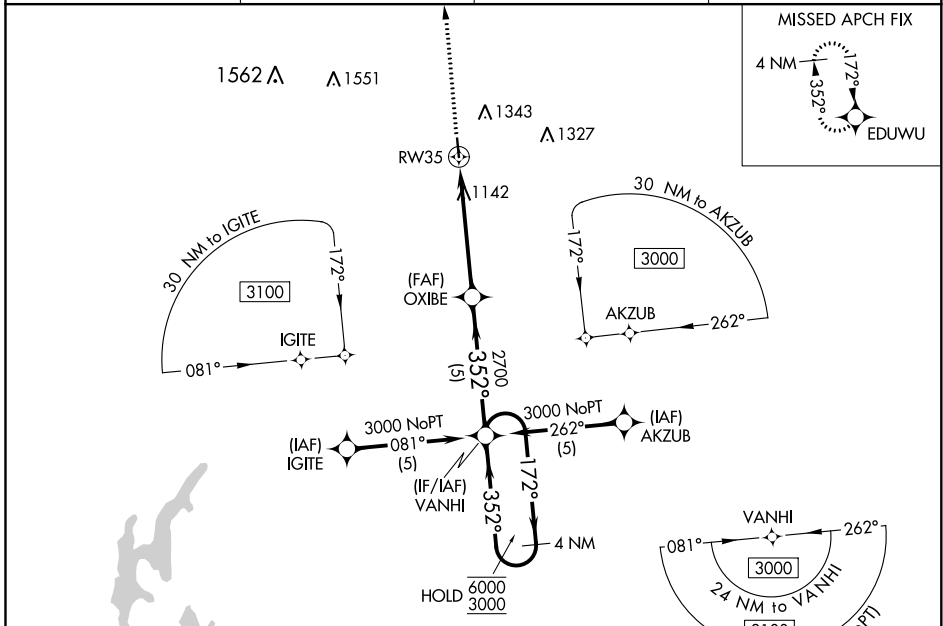 MISSED APCH FIX
4 NM
172°
352°
EDUWU
1562
1551
1343
1327
RW35
1142
30 NM to IGITE
172°
3100
IGITE
081°
(FAF)
OXIBE
30 NM to AKZUB
172°
3000
AKZUB
262°
352°
2700
(5)
3000 NoPT
081°
(5)
(IAF)
IGITE
3000 NoPT
262°
(5)
(IAF)
AKZUB
(IF/IAF)
VANHI
352°
172°
4 NM
HOLD
6000
3000
VANHI
081°
262°
3000
24 NM to VANHI